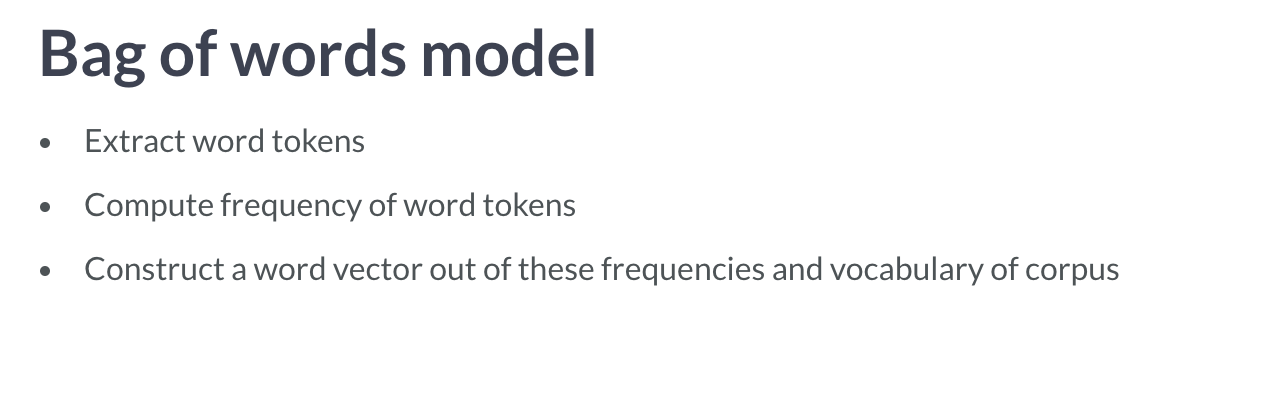 Bag of words model
• Extract word tokens
• Compute frequency of word tokens
• Construct a word vector out of these frequencies and vocabulary of corpus